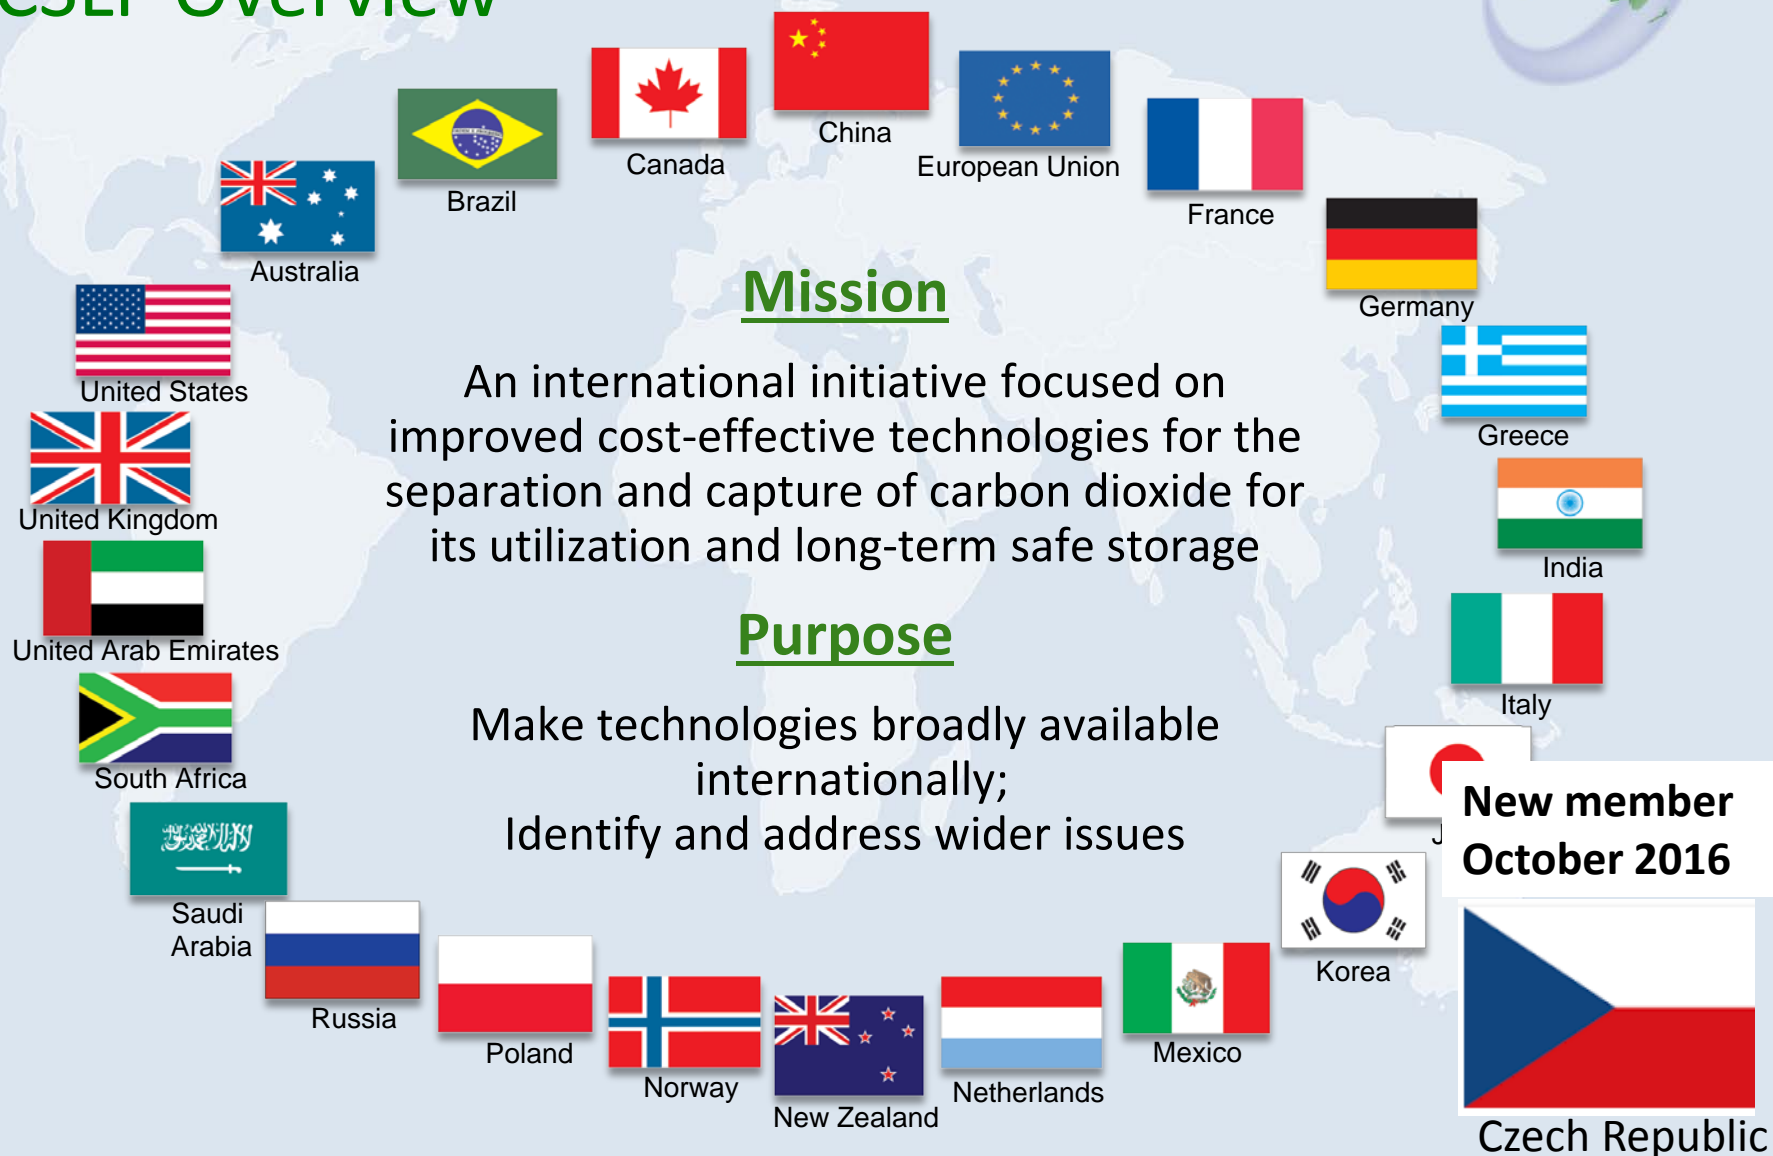 CSLF Overview
China
Canada
European Union
Brazil
France
Australia
Germany
United States
Greece
United Kingdom
India
United Arab Emirates
Italy
South Africa
Saudi
Arabia
Russia
Poland
Norway
New Zealand
Netherlands
Mexico
Korea
Mission
An international initiative focused on
improved cost-effective technologies for the
separation and capture of carbon dioxide for
its utilization and long-term safe storage
Purpose
Make technologies broadly available
internationally;
Identify and address wider issues
New member
October 2016
Czech Republic